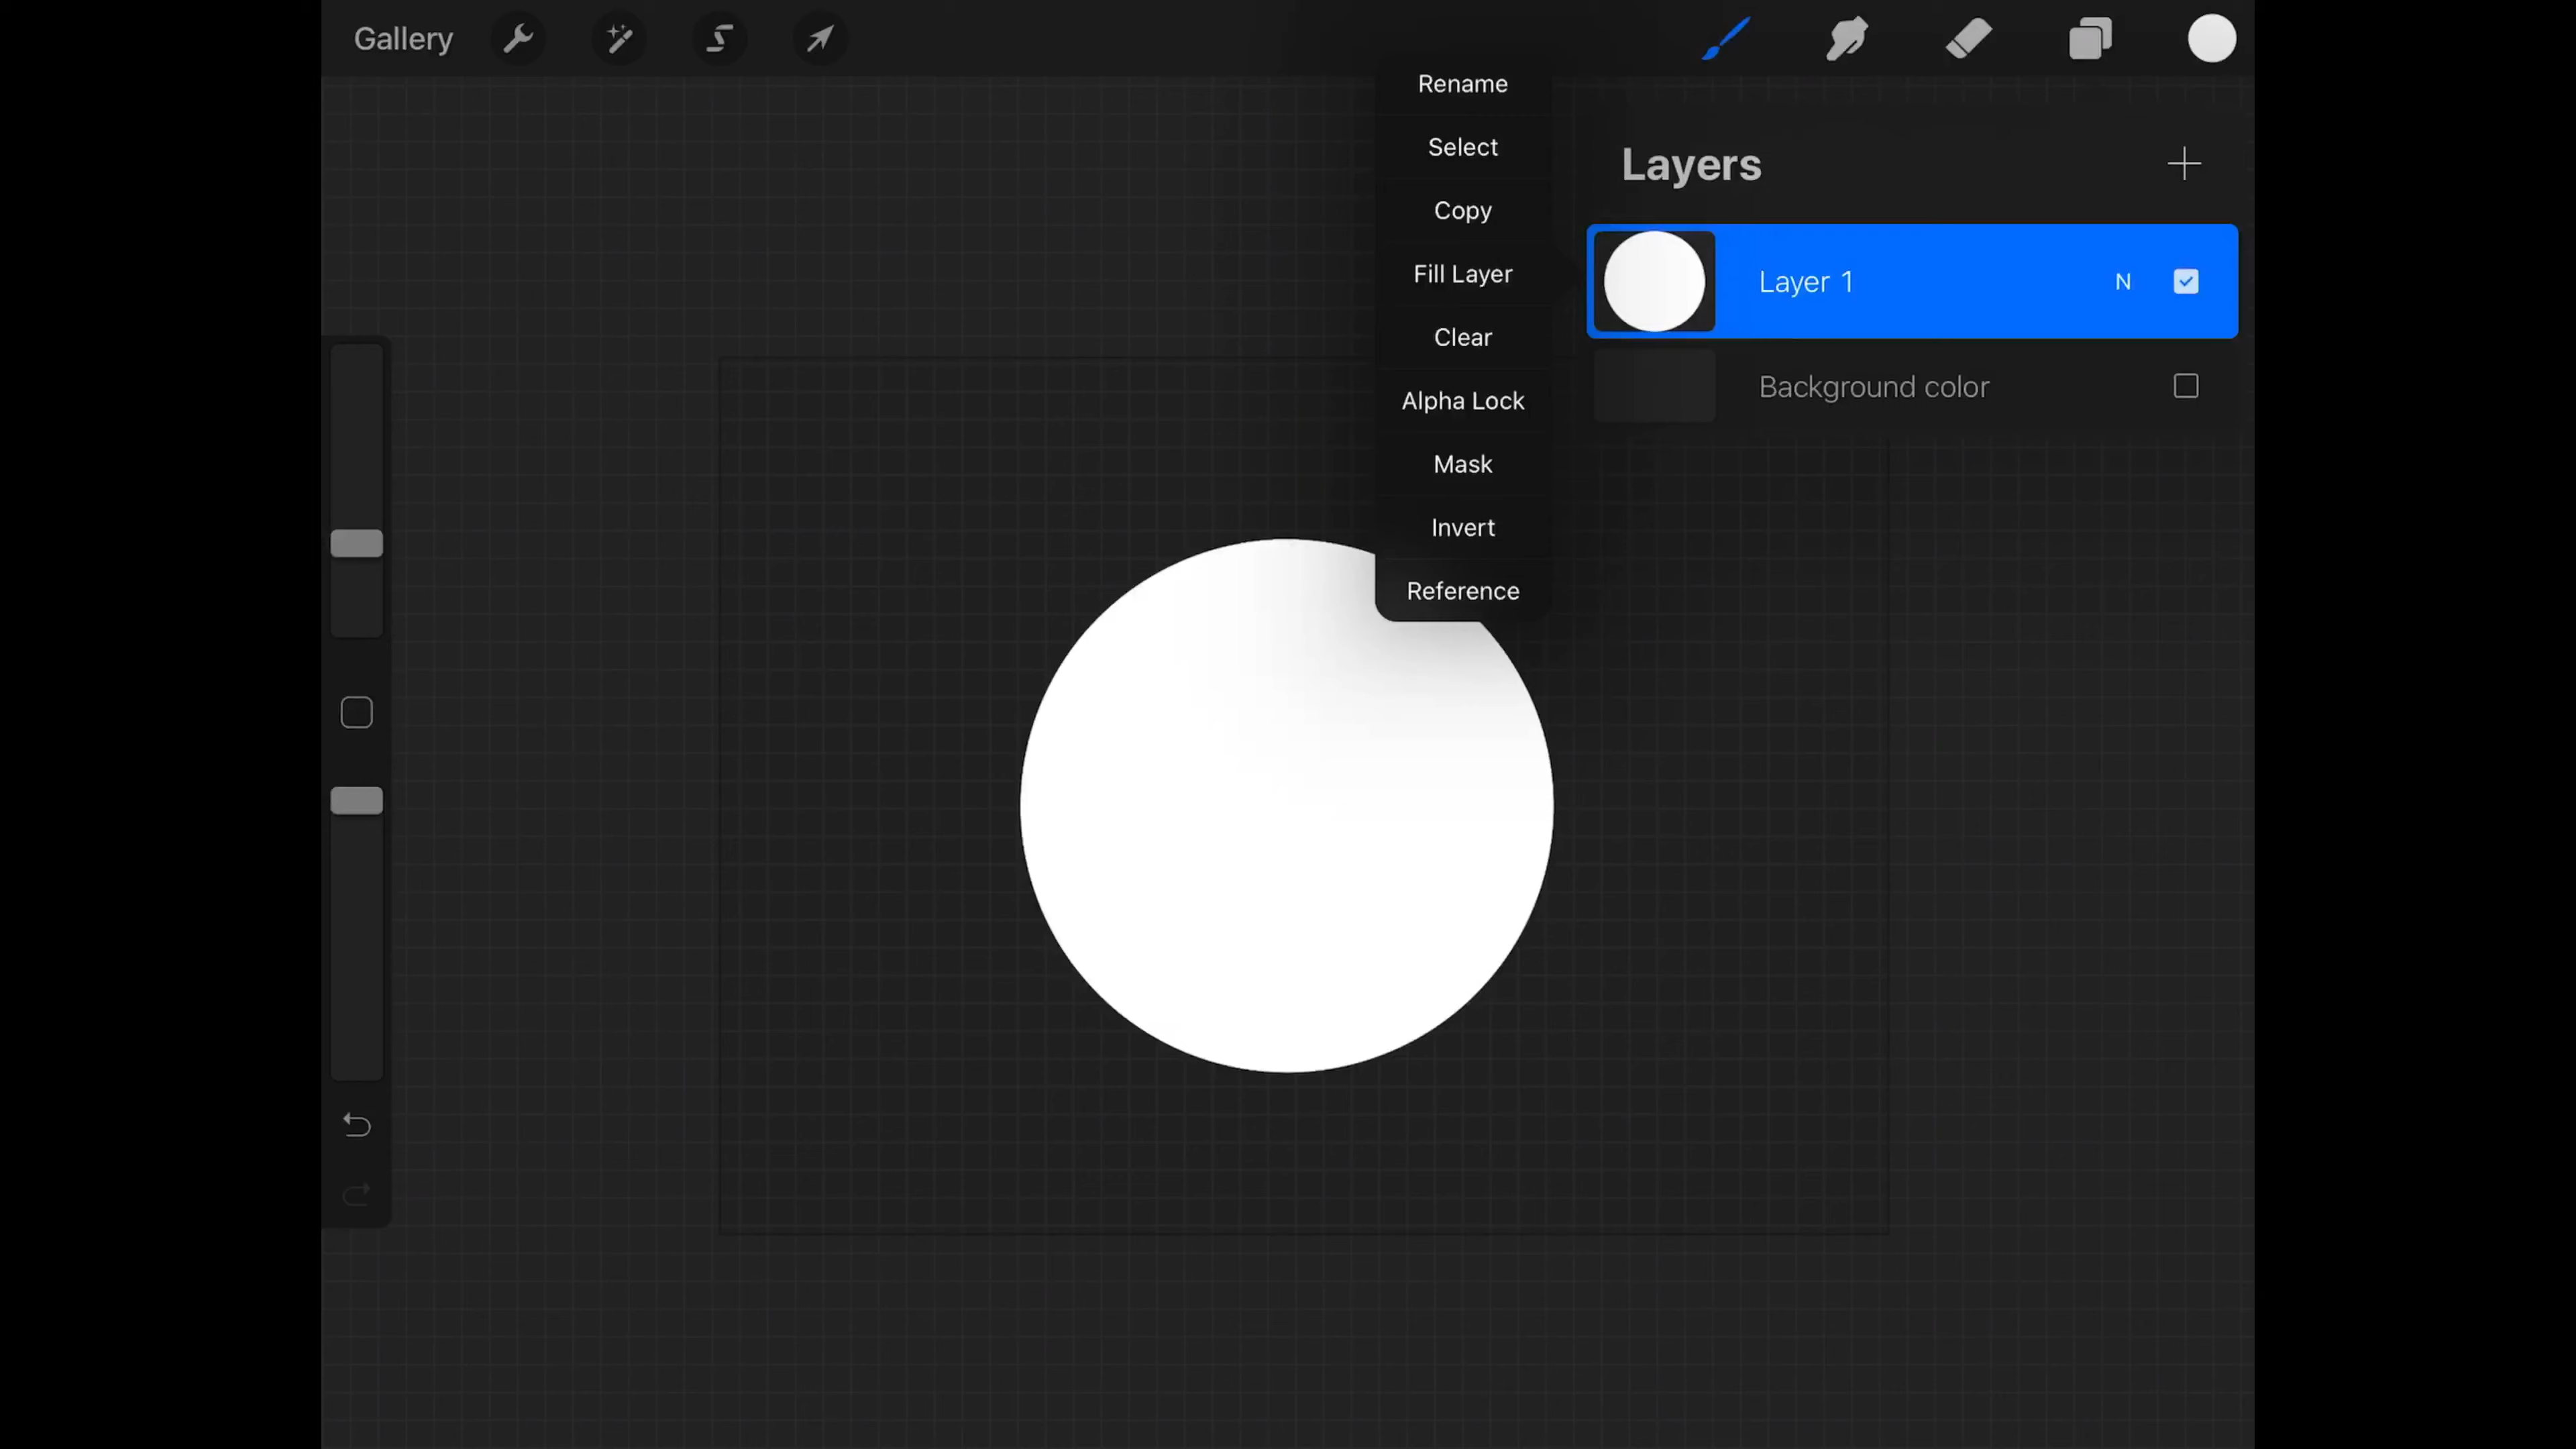 Gallery
Rename
Select
Copy
Fill Layer
Clear
Alpha Lock
Mask
Invert
Reference
Layers
Layer 1 N
Background color